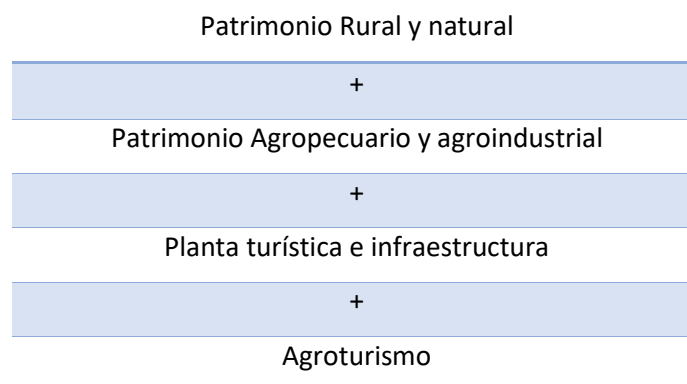 Patrimonio Rural y natural
+
Patrimonio Agropecuario y agroindustrial
+
Planta turística e infraestructura
+
Agroturismo